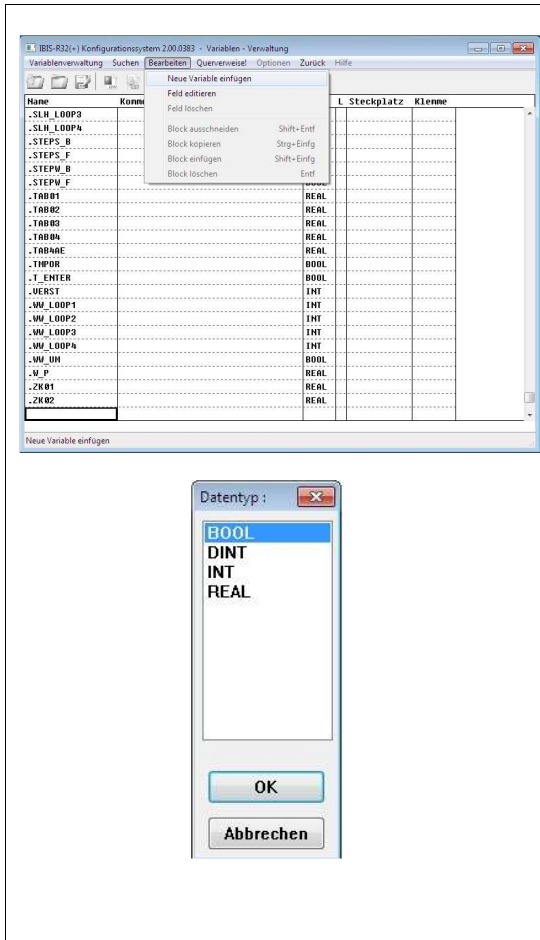 IBIS-R32(+) Konfigurationssystem 2.00.0383 - Variablen - Verwaltung
Variablenverwaltung Suchen Bearbeiten Querverweise! Optionen Zurück Hilfe
Neue Variable einfügen
Feld editieren
Feld löschen
Block ausschneiden Shift+Entf
Block kopieren Strg+Einfg
Block einfügen Shift+Einfg
Block löschen Entf
Name Komme L Steckplatz Klemme
.SLH_LOOP3
.SLH_LOOP4
.STEPS_B
.STEPS_F
.STEPW_B
.STEPW_F BOOL
.TAB01 REAL
.TAB02 REAL
.TAB03 REAL
.TAB04 REAL
.TAB4AE REAL
.TMPOR BOOL
.T_ENTER BOOL
.VERST INT
.WW_LOOP1 INT
.WW_LOOP2 INT
.WW_LOOP3 INT
.WW_LOOP4 INT
.WW_UM BOOL
.W_P REAL
.ZK01 REAL
.ZK02 REAL
Neue Variable einfügen
Datentyp :
BOOL
DINT
INT
REAL
OK
Abbrechen